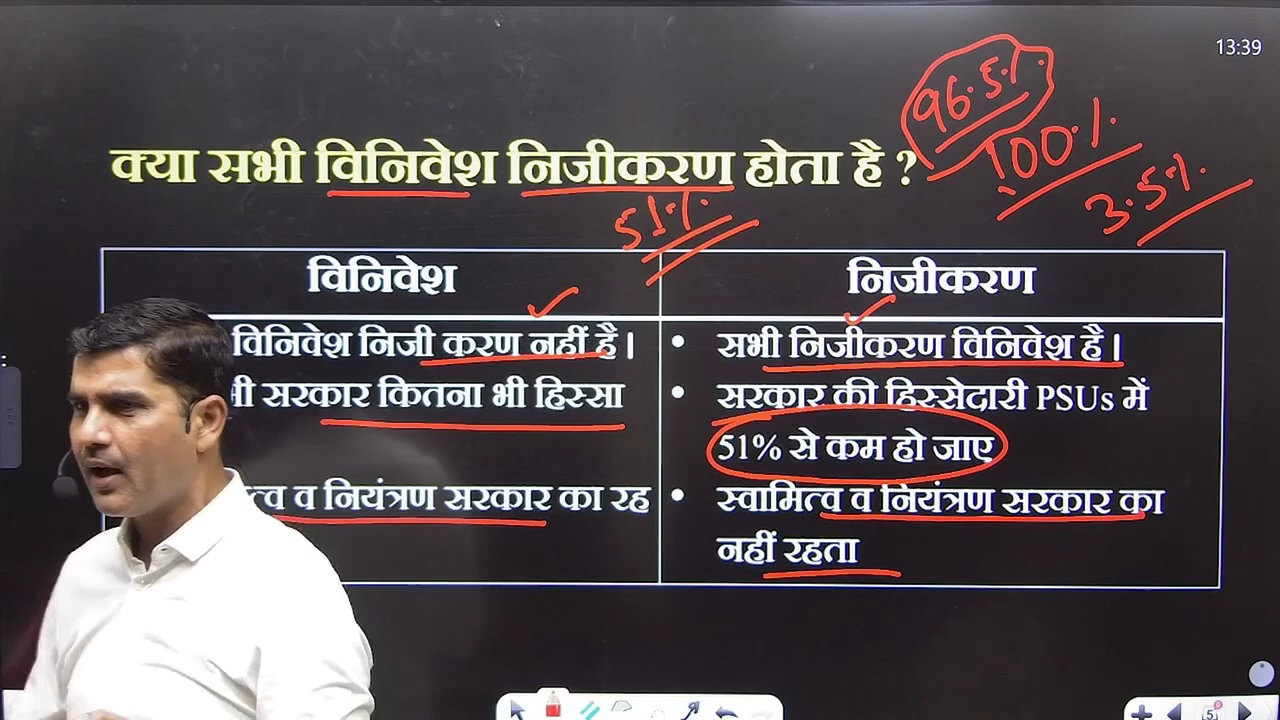 13:39
96.5%
100%
3.5%
क्या सभी विनिवेश निजीकरण होता है ?
51%
विनिवेश
निजीकरण
विनिवेश निजी करण नहीं है।
• सभी निजीकरण विनिवेश है।
सरकार कितना भी हिस्सा
• सरकार की हिस्सेदारी PSUs में
51% से कम हो जाए
व नियंत्रण सरकार का रह
• स्वामित्व व नियंत्रण सरकार का
नहीं रहता
5